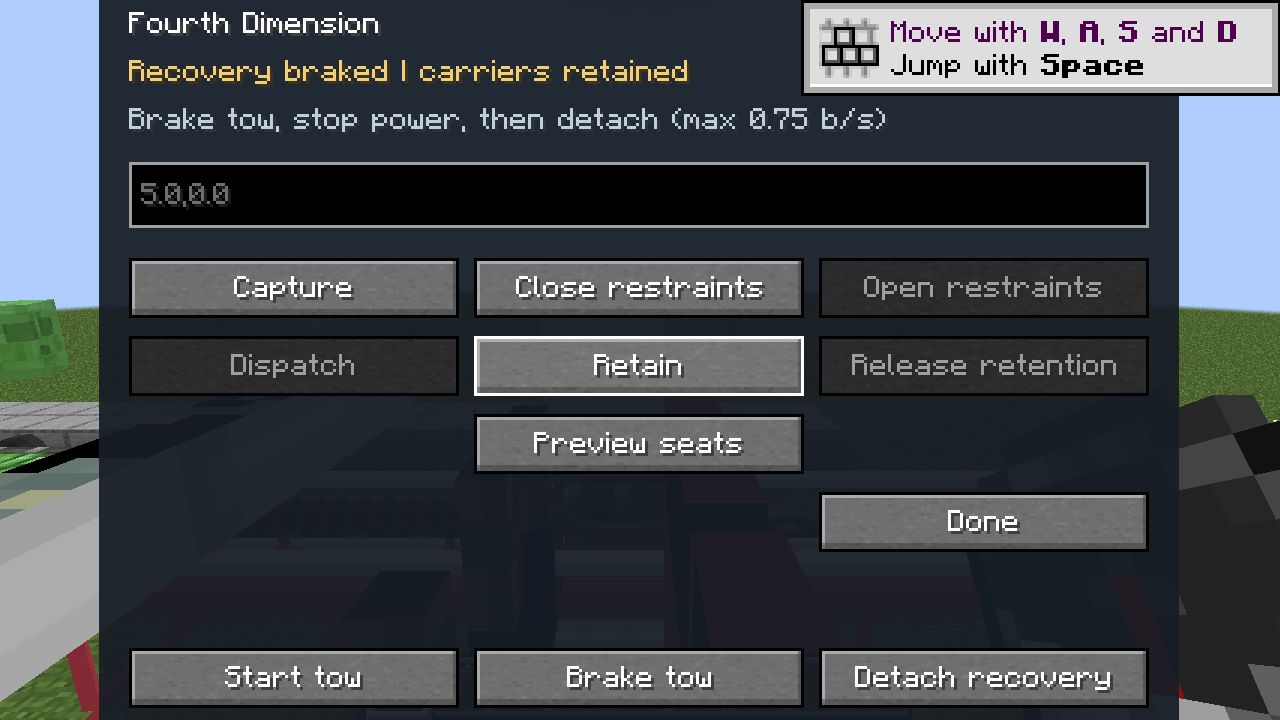 Fourth Dimension
Move with W, A, S and D
Jump with Space
Recovery braked | carriers retained
Brake tow, stop power, then detach (max 0.75 b/s)
5.0,0.0
Capture
Close restraints
Open restraints
Dispatch
Retain
Release retention
Preview seats
Done
Start tow
Brake tow
Detach recovery